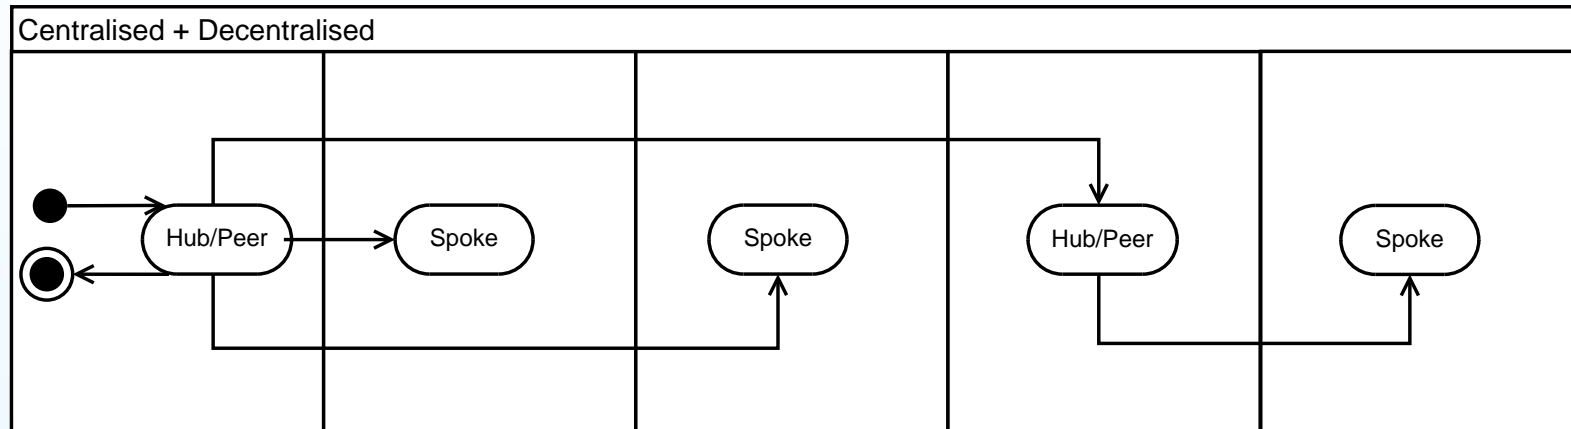 Centralised + Decentralised
Hub/Peer
Spoke
Spoke
Hub/Peer
Spoke